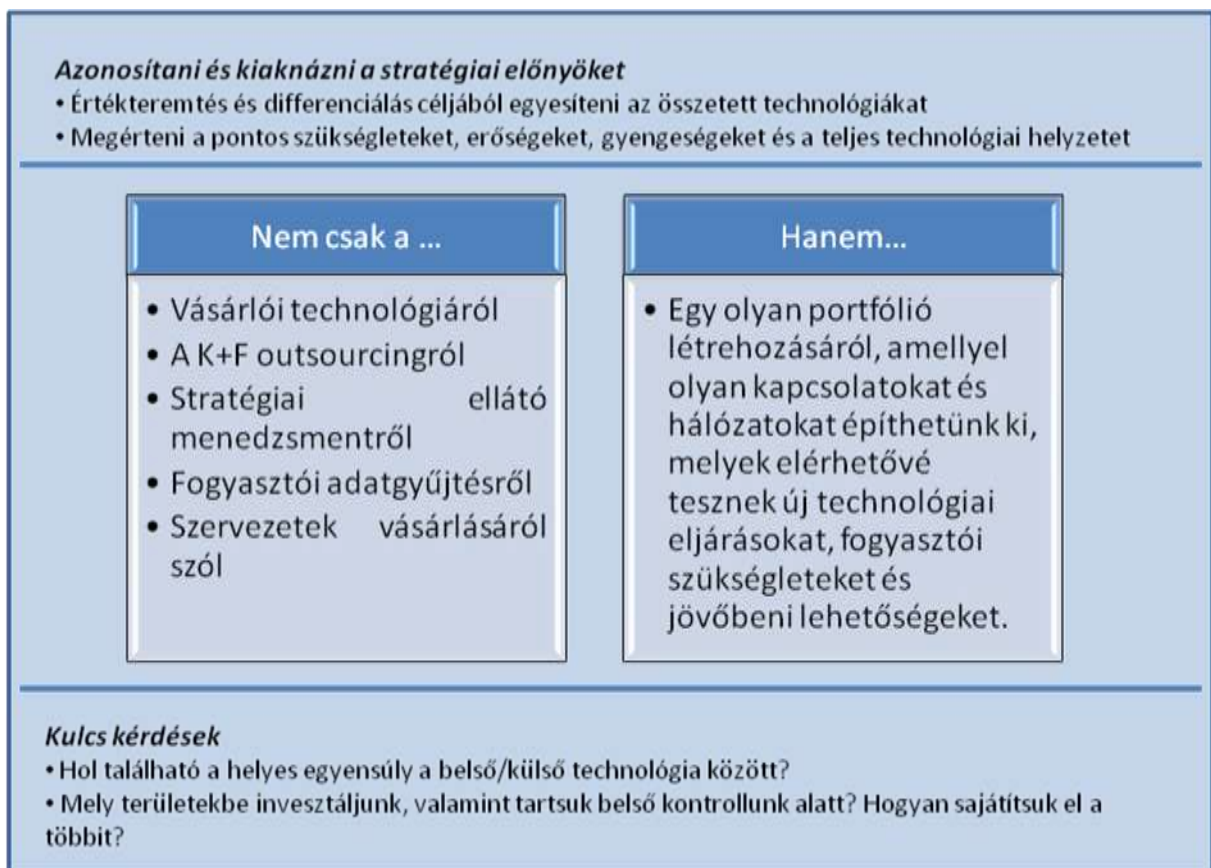 Azonosítani és kiaknázni a stratégiai előnyöket
• Értékteremtés és differenciálás céljából egyesíteni az összetett technológiákat
• Megérteni a pontos szükségleteket, erőségeket, gyengeségeket és a teljes technológiai helyzetet
Nem csak a ...
• Vásárlói technológiáról
• A K+F outsourcingról
• Stratégiai ellátó
menedzsmentről
• Fogyasztói adatgyűjtésről
• Szervezetek vásárlásáról
szól
Hanem...
• Egy olyan portfólió
létrehozásáról, amellyel
olyan kapcsolatokat és
hálózatokat építhetünk ki,
melyek elérhetővé
tesznek új technológiai
eljárásokat, fogyasztói
szükségleteket és
jövőbeni lehetőségeket.
Kulcs kérdések
• Hol található a helyes egyensúly a belső/külső technológia között?
• Mely területekbe invesztáljunk, valamint tartsuk belső kontrollunk alatt? Hogyan sajátítsuk el a
többit?